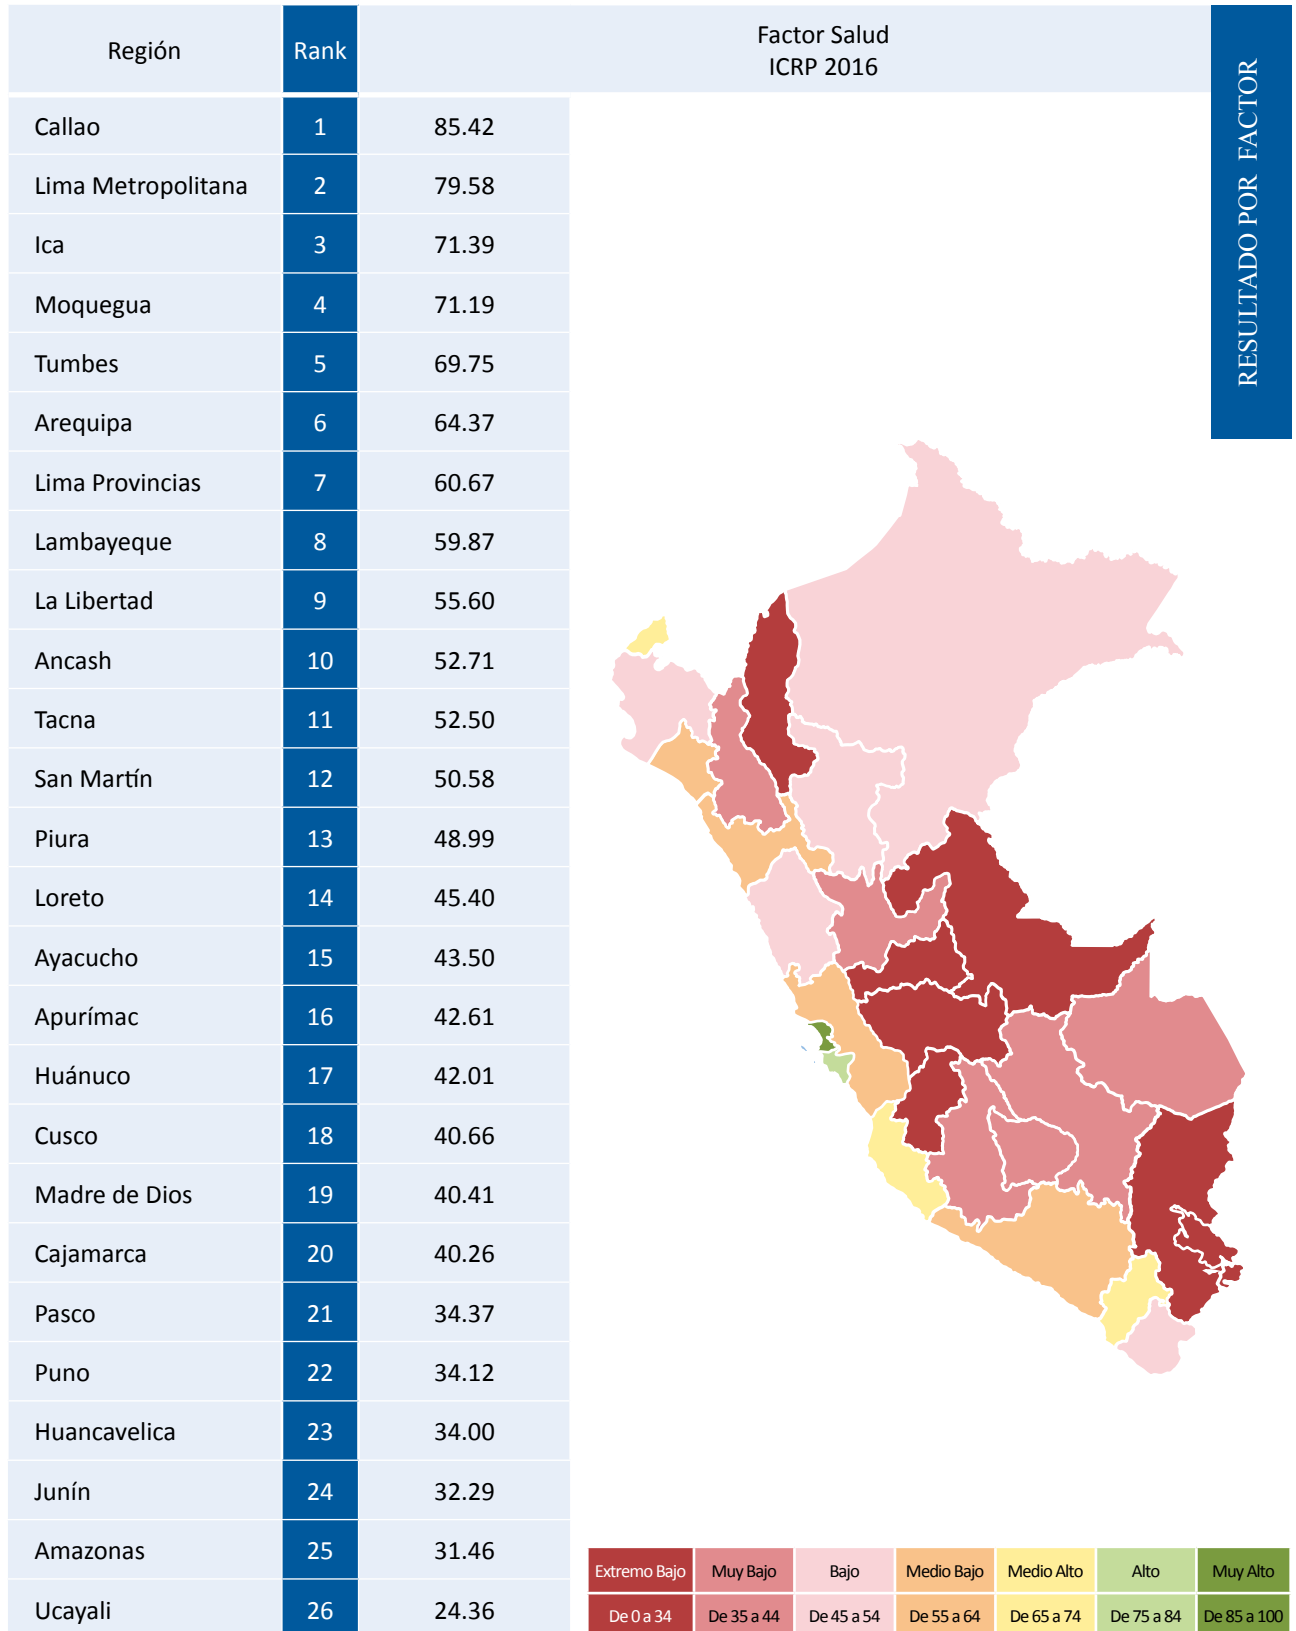 Región Rank Factor Salud
ICRP 2016
RESULTADO POR FACTOR
Callao 1 85.42
Lima Metropolitana 2 79.58
Ica 3 71.39
Moquegua 4 71.19
Tumbes 5 69.75
Arequipa 6 64.37
Lima Provincias 7 60.67
Lambayeque 8 59.87
La Libertad 9 55.60
Ancash 10 52.71
Tacna 11 52.50
San Martín 12 50.58
Piura 13 48.99
Loreto 14 45.40
Ayacucho 15 43.50
Apurímac 16 42.61
Huánuco 17 42.01
Cusco 18 40.66
Madre de Dios 19 40.41
Cajamarca 20 40.26
Pasco 21 34.37
Puno 22 34.12
Huancavelica 23 34.00
Junín 24 32.29
Amazonas 25 31.46
Ucayali 26 24.36
Extremo Bajo Muy Bajo Bajo Medio Bajo Medio Alto Alto Muy Alto
De 0 a 34 De 35 a 44 De 45 a 54 De 55 a 64 De 65 a 74 De 75 a 84 De 85 a 100